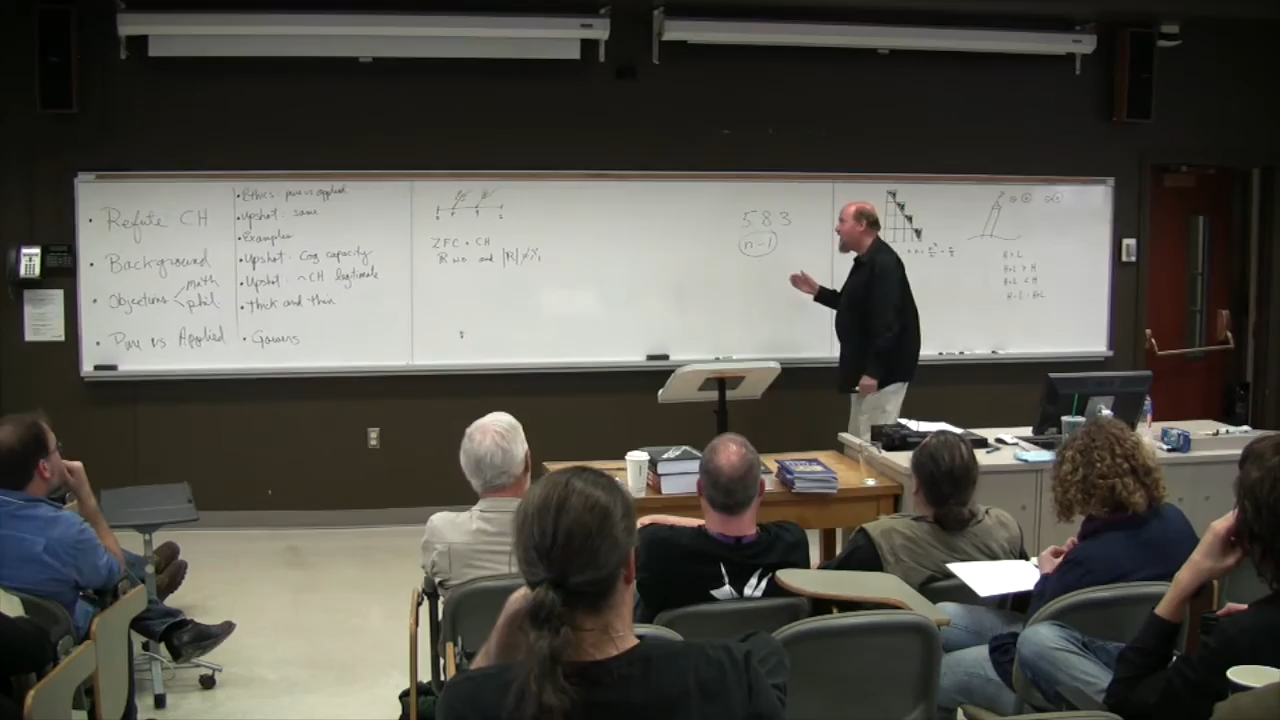 • Refute CH
• Background
• Objections < Math
phil
• Pure vs Applied
• Ethics: pure vs applied
• Upshot: same
• Examples
• Upshot: Cog capacity
• Upshot: ¬CH legitimate
• Thick and thin
• Gowers
ZFC + CH
R wo and |R|
583
n-1
H+L > H
H+L < H